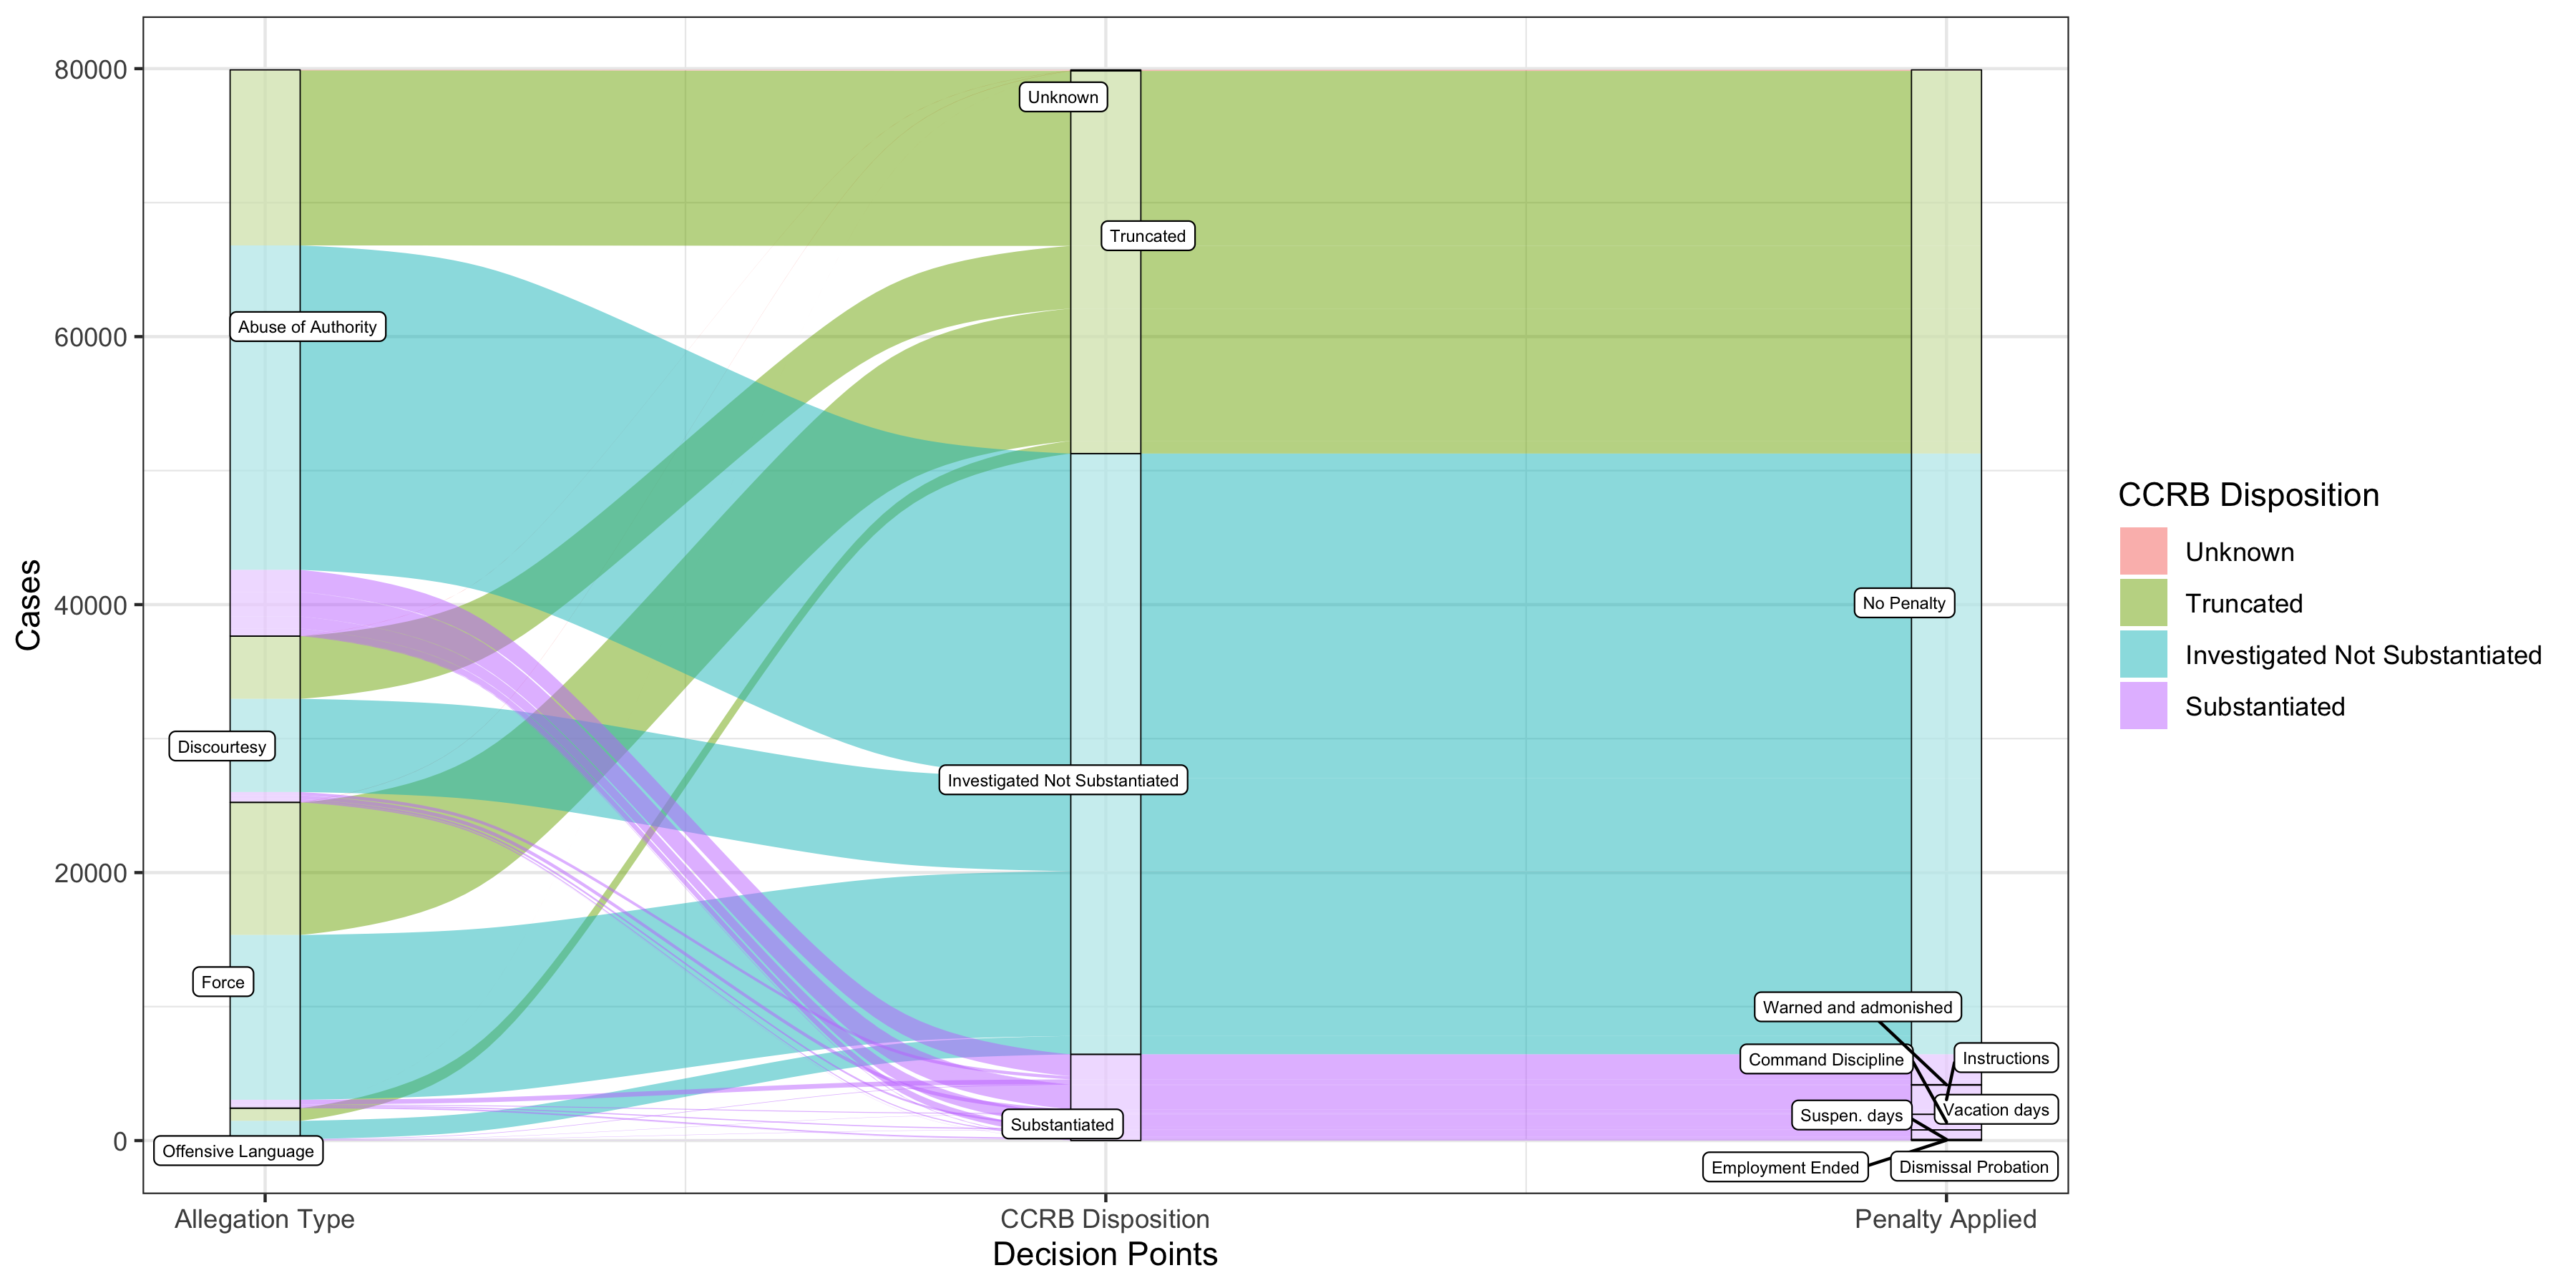 80000
60000
40000
20000
0
Cases
Abuse of Authority
Discourtesy
Force
Offensive Language
Unknown
Truncated
Investigated Not Substantiated
Substantiated
No Penalty
Warned and admonished
Command Discipline
Instructions
Vacation days
Suspen. days
Employment Ended
Dismissal Probation
Allegation Type
CCRB Disposition
Penalty Applied
Decision Points
CCRB Disposition
Unknown
Truncated
Investigated Not Substantiated
Substantiated